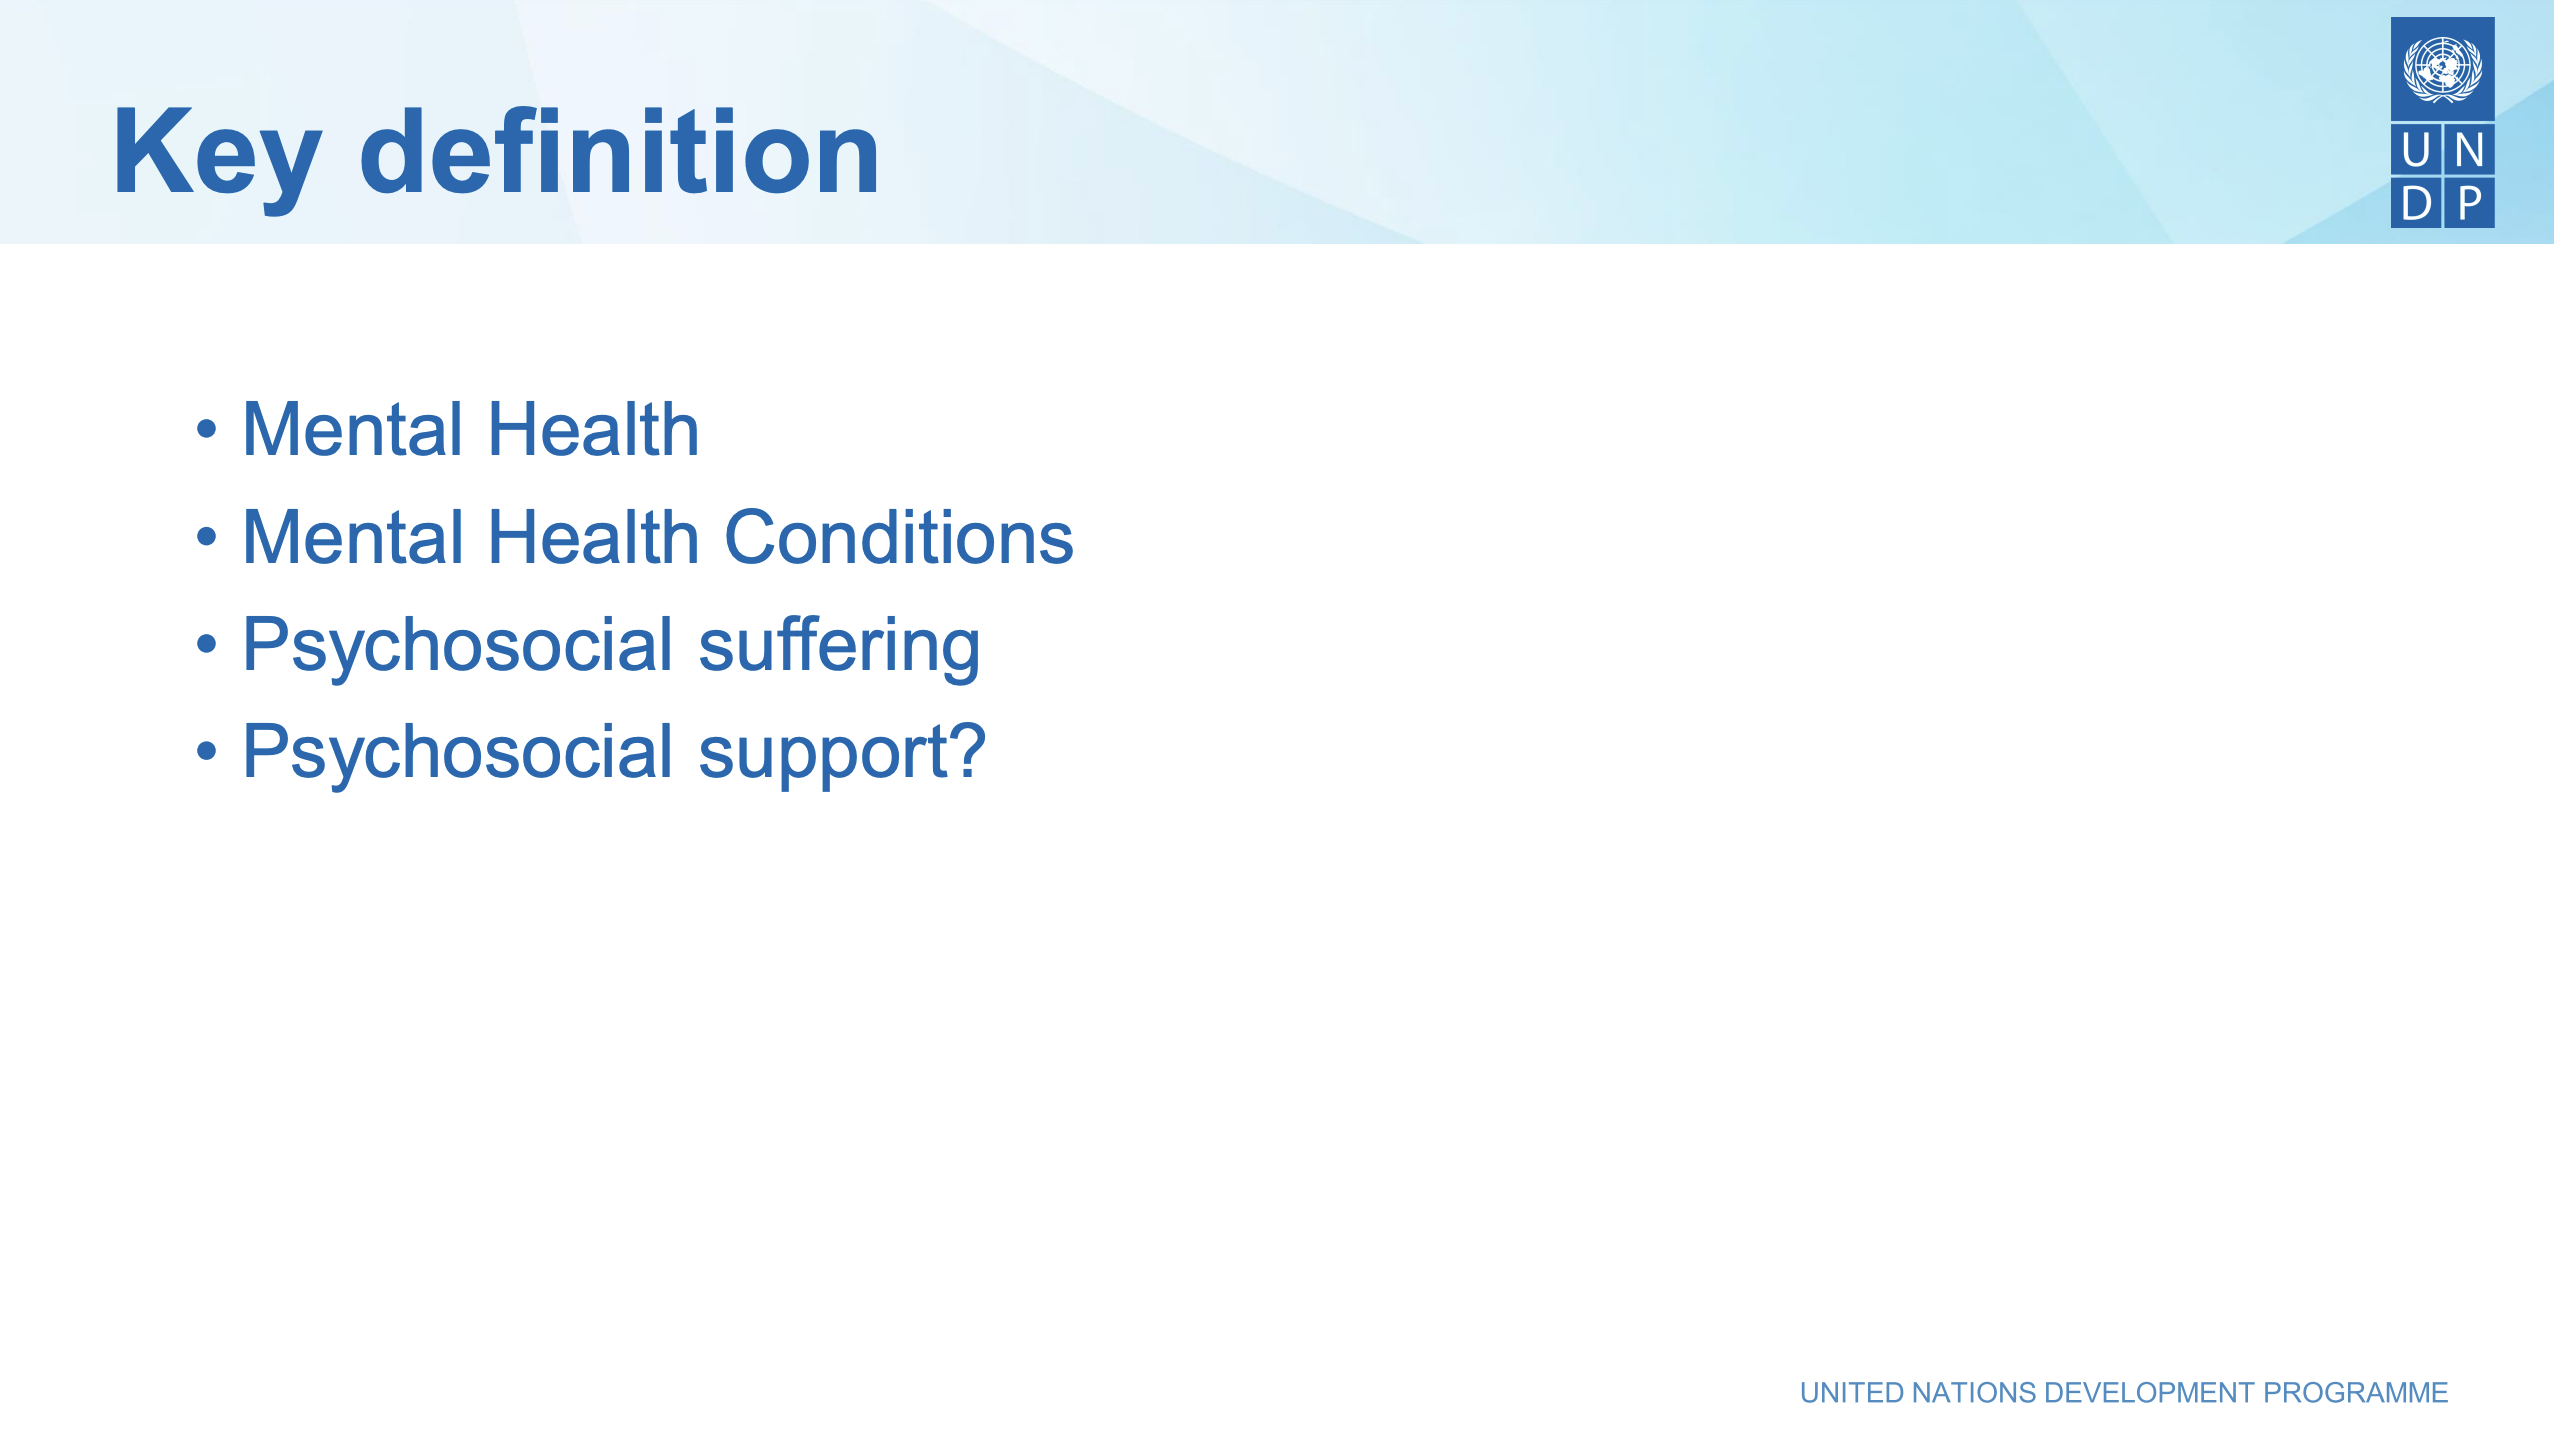 Key definition
UN
DP
• Mental Health
• Mental Health Conditions
• Psychosocial suffering
• Psychosocial support?
UNITED NATIONS DEVELOPMENT PROGRAMME